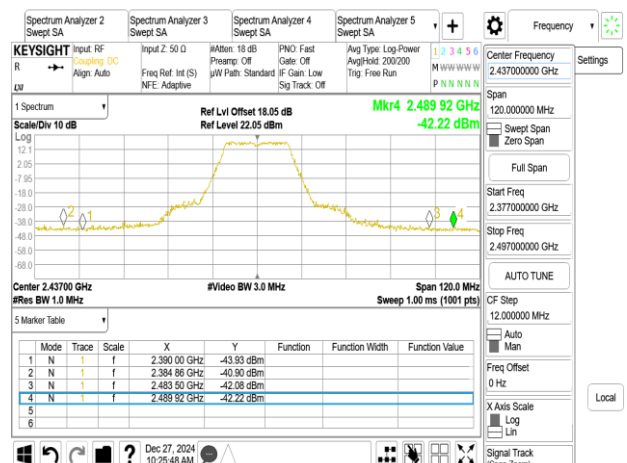 Spectrum Analyzer 2
Swept SA
Spectrum Analyzer 3
Swept SA
Spectrum Analyzer 4
Swept SA
Spectrum Analyzer 5
Swept SA
+
Frequency
KEYSIGHT
R
Input: RF
Coupling: DC
Align: Auto
Input Z: 50 Ω
Freq Ref: Int (S)
NFE: Adaptive
#Atten: 18 dB
Preamp: Off
µW Path: Standard
PNO: Fast
Gate: Off
IF Gain: Low
Sig Track: Off
Avg Type: Log-Power
Avg|Hold: 200/200
Trig: Free Run
1 2 3 4 5 6
M W W W W W
P N N N N N
1 Spectrum
Scale/Div 10 dB
Ref Lvl Offset 18.05 dB
Ref Level 22.05 dBm
Mkr4 2.489 92 GHz
-42.22 dBm
Log
12.1
2.05
-7.95
-18.0
-28.0
-38.0
-48.0
-58.0
-68.0
2
1
3
4
Center 2.43700 GHz
#Res BW 1.0 MHz
#Video BW 3.0 MHz
Span 120.0 MHz
Sweep 1.00 ms (1001 pts)
5 Marker Table
Mode Trace Scale X Y Function Function Width Function Value
1 N 1 f 2.390 00 GHz -43.93 dBm
2 N 1 f 2.384 86 GHz -40.90 dBm
3 N 1 f 2.483 50 GHz -42.08 dBm
4 N 1 f 2.489 92 GHz -42.22 dBm
5
6
Center Frequency
2.437000000 GHz
Settings
Span
120.000000 MHz
Swept Span
Zero Span
Full Span
Start Freq
2.377000000 GHz
Stop Freq
2.497000000 GHz
AUTO TUNE
CF Step
12.000000 MHz
Auto
Man
Freq Offset
0 Hz
X Axis Scale
Log
Lin
Local
Signal Track
(Span Zoom)
?
Dec 27, 2024
10:25:48 AM